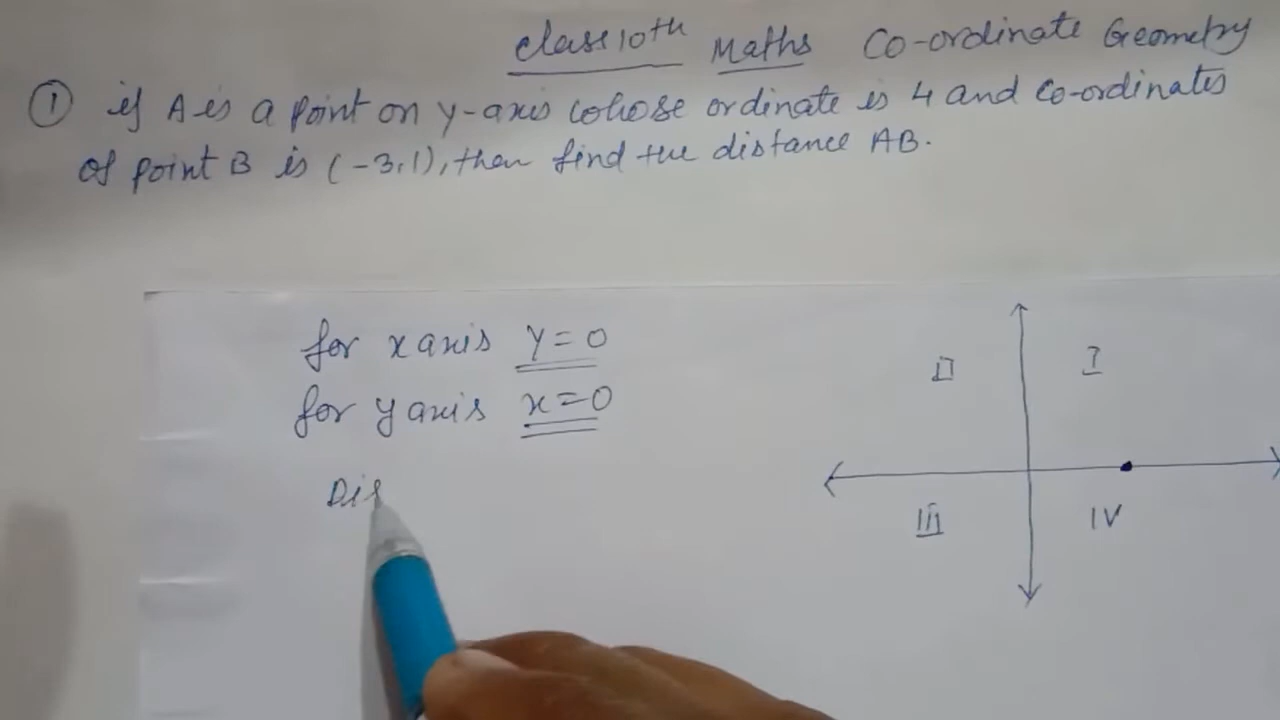 Class 10th Maths Co-ordinate Geometry
① if A is a point on y-axis whose ordinate is 4 and co-ordinates
of point B is (-3,1), then find the distance AB.
for x axis y=0
for y axis x=0
Dis
II I
III IV